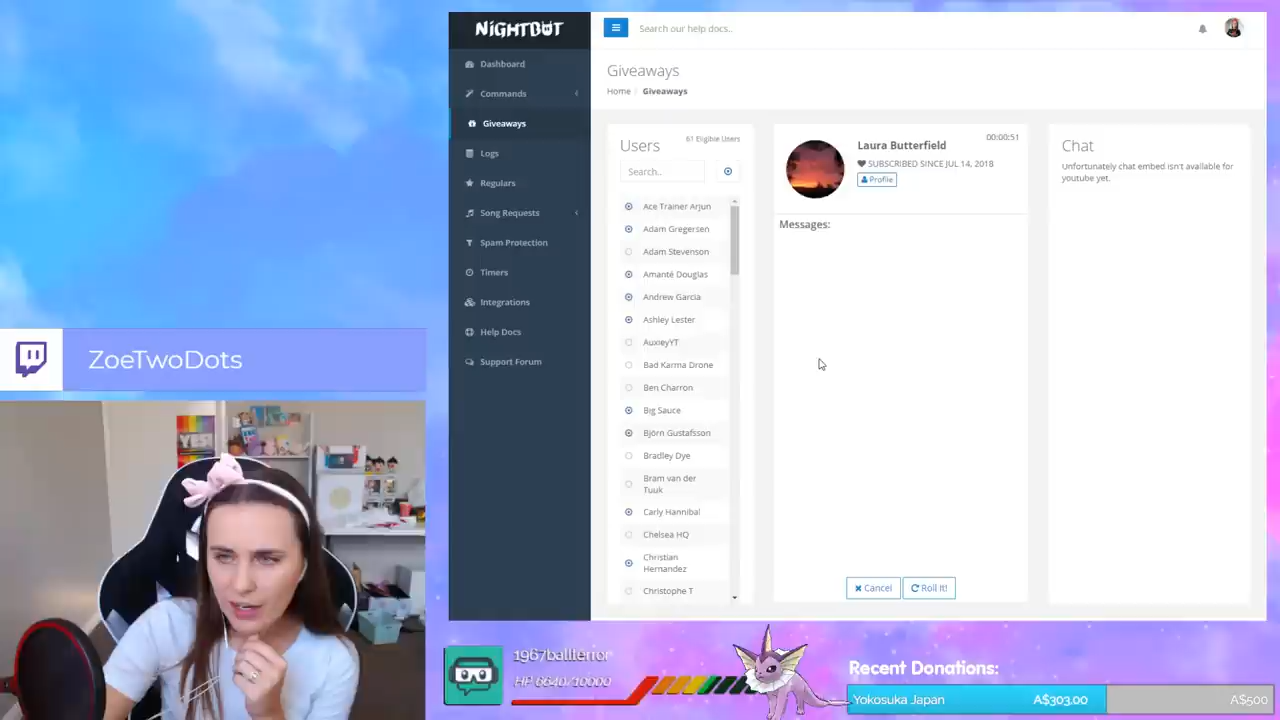 NIGHTBOT
Search our help docs..
Dashboard
Commands
Giveaways
Logs
Regulars
Song Requests
Spam Protection
Timers
Integrations
Help Docs
Support Forum
Giveaways
Home / Giveaways
Users
61 Eligible Users
Search..
Ace Trainer Arjun
Adam Gregersen
Adam Stevenson
Amanté Douglas
Andrew Garcia
Ashley Lester
AuxieyYT
Bad Karma Drone
Ben Charron
Big Sauce
Björn Gustafsson
Bradley Dye
Bram van der
Tuuk
Carly Hannibal
Chelsea HQ
Christian
Hernandez
Christophe T
Laura Butterfield
00:00:51
SUBSCRIBED SINCE JUL 14, 2018
Profile
Messages:
Cancel
Roll It!
Chat
Unfortunately chat embed isn't available for
youtube yet.
ZoeTwoDots
1967ballterror
HP 6640/10000
Recent Donations:
Yokosuka Japan
A$303.00
A$500